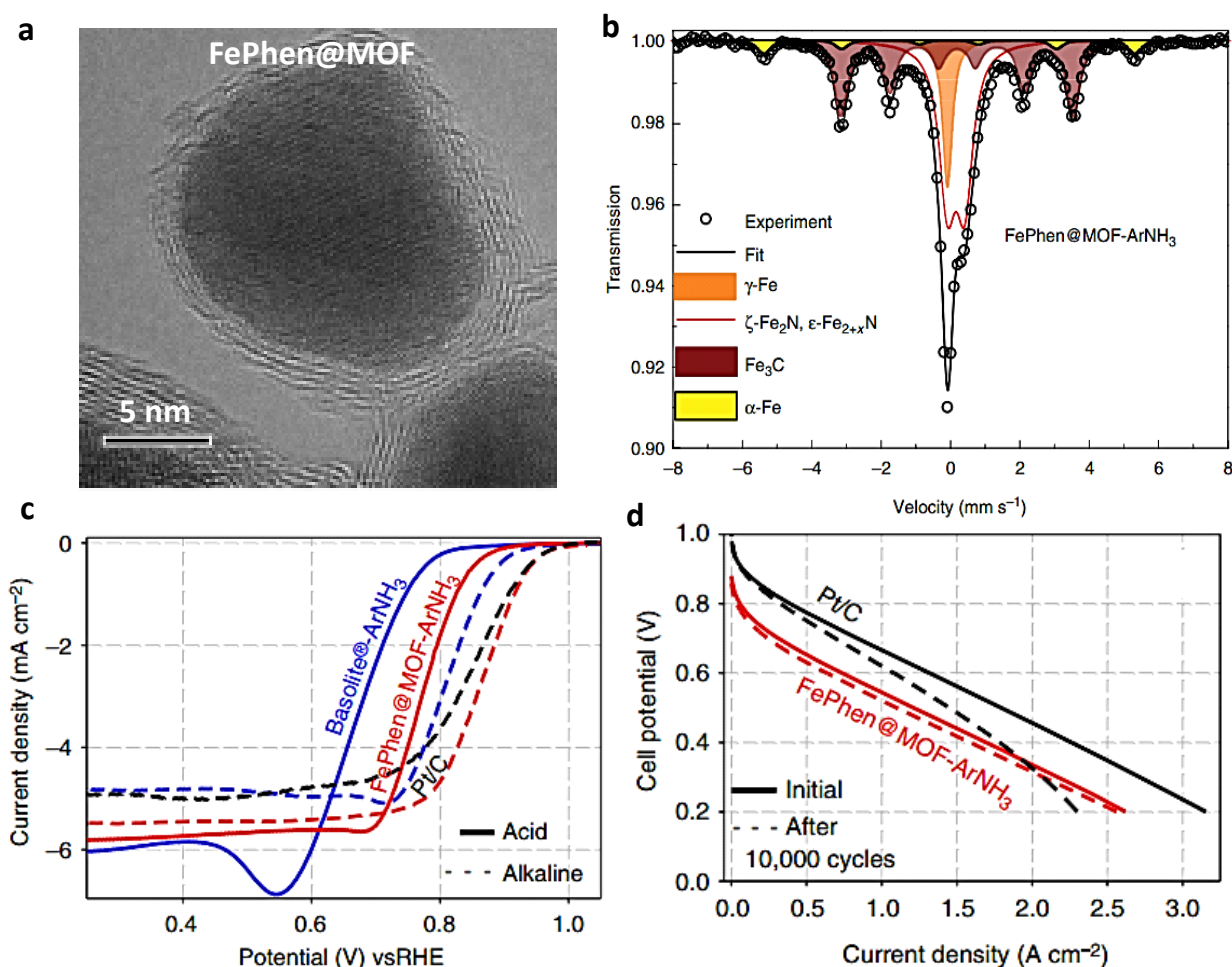 a
FePhen@MOF
5 nm
b
1.00
0.98
0.96
0.94
0.92
0.90
Transmission
Experiment
Fit
γ-Fe
ζ-Fe₂N, ε-Fe₂₊ₓN
Fe₃C
α-Fe
FePhen@MOF-ArNH₃
−8
−6
−4
−2
0
2
4
6
8
Velocity (mm s⁻¹)
c
0
−2
−4
−6
Current density (mA cm⁻²)
Basolite®-ArNH₃
FePhen@MOF-ArNH₃
Pt/C
Acid
Alkaline
0.4
0.6
0.8
1.0
Potential (V) vsRHE
d
1.0
0.8
0.6
0.4
0.2
0.0
Cell potential (V)
Pt/C
FePhen@MOF-ArNH₃
Initial
After
10,000 cycles
0.0
0.5
1.0
1.5
2.0
2.5
3.0
Current density (A cm⁻²)